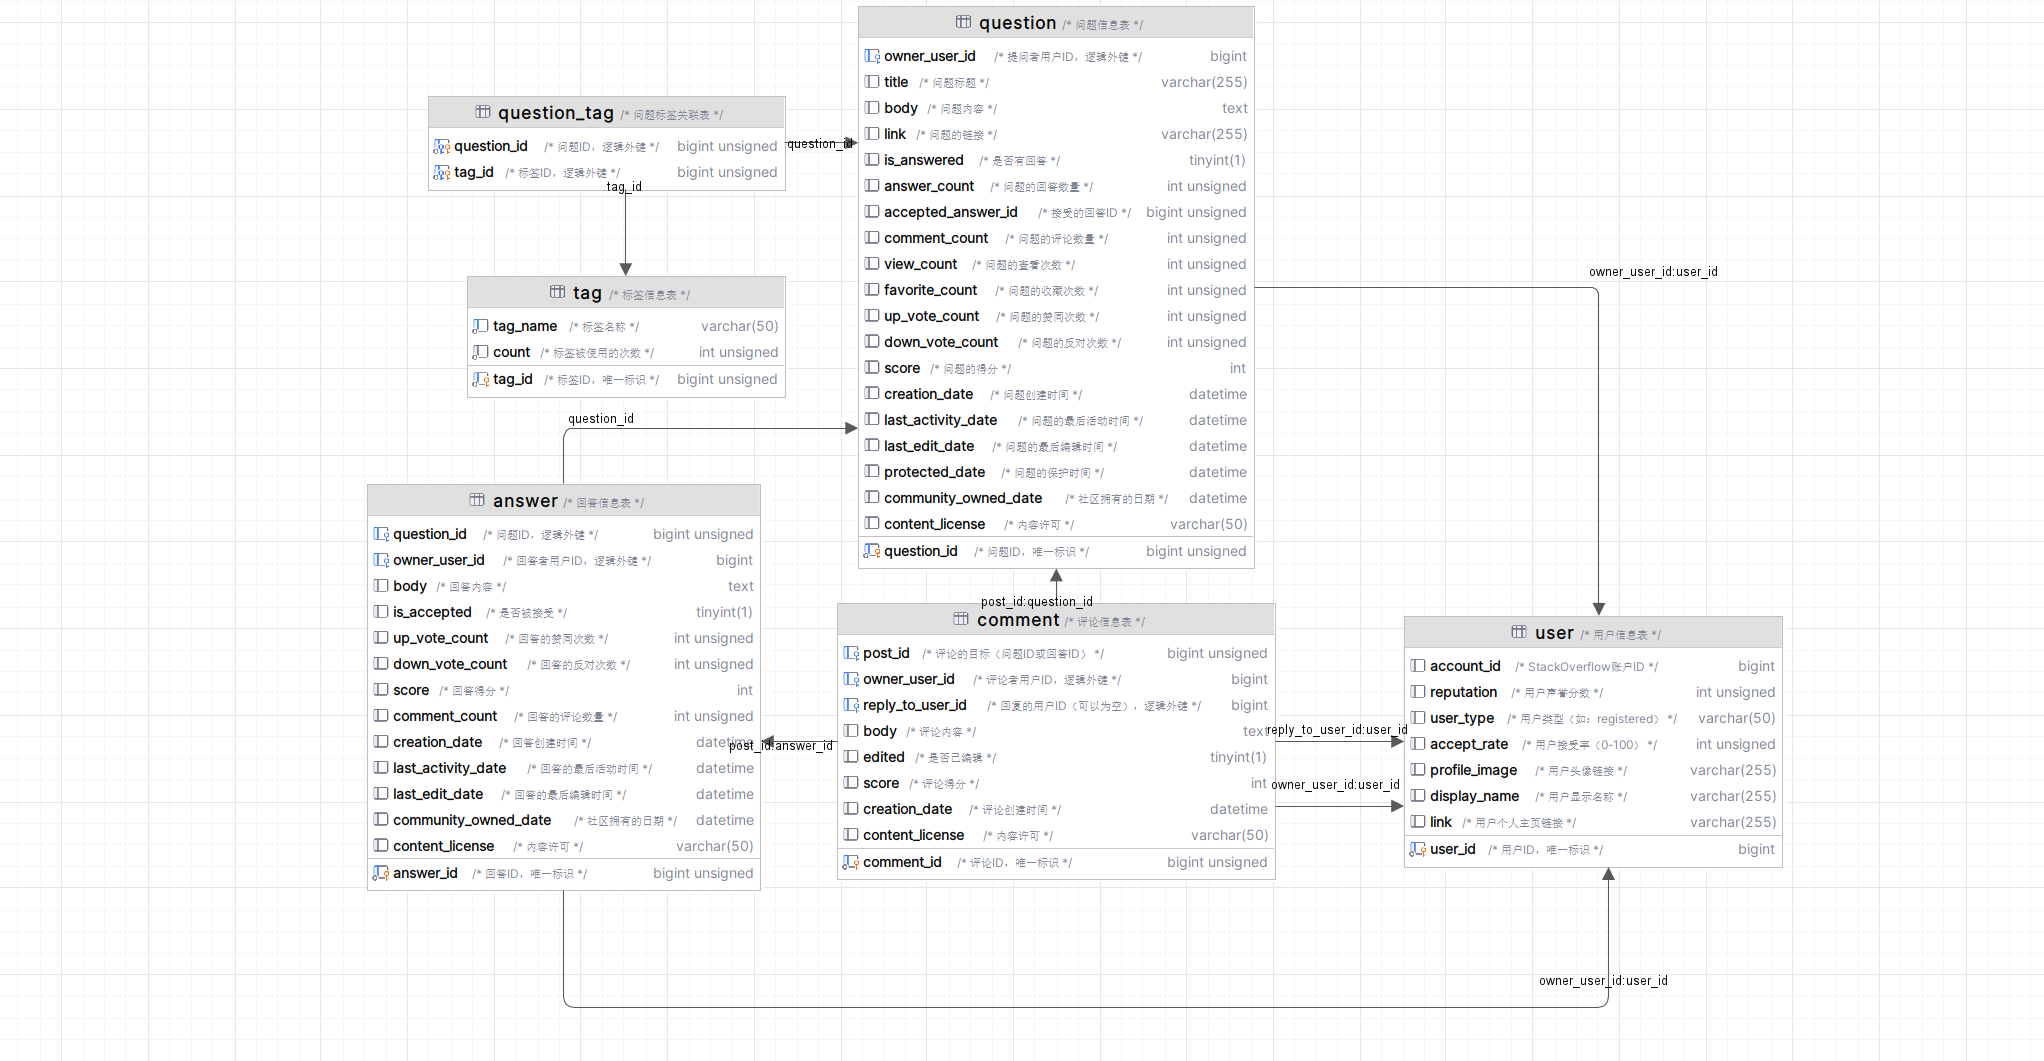 question /* 问题信息表 */
owner_user_id /* 提问者用户ID，逻辑外键 */ bigint
title /* 问题标题 */ varchar(255)
body /* 问题内容 */ text
link /* 问题的链接 */ varchar(255)
is_answered /* 是否有回答 */ tinyint(1)
answer_count /* 问题的回答数量 */ int unsigned
accepted_answer_id /* 接受的回答ID */ bigint unsigned
comment_count /* 问题的评论数量 */ int unsigned
view_count /* 问题的查看次数 */ int unsigned
favorite_count /* 问题的收藏次数 */ int unsigned
up_vote_count /* 问题的赞同次数 */ int unsigned
down_vote_count /* 问题的反对次数 */ int unsigned
score /* 问题的得分 */ int
creation_date /* 问题创建时间 */ datetime
last_activity_date /* 问题的最后活动时间 */ datetime
last_edit_date /* 问题的最后编辑时间 */ datetime
protected_date /* 问题的保护时间 */ datetime
community_owned_date /* 社区拥有的日期 */ datetime
content_license /* 内容许可 */ varchar(50)
question_id /* 问题ID，唯一标识 */ bigint unsigned
question_tag /* 问题标签关联表 */
question_id /* 问题ID，逻辑外键 */ bigint unsigned
tag_id /* 标签ID，逻辑外键 */ bigint unsigned
question_id
tag_id
tag /* 标签信息表 */
tag_name /* 标签名称 */ varchar(50)
count /* 标签被使用的次数 */ int unsigned
tag_id /* 标签ID，唯一标识 */ bigint unsigned
question_id
owner_user_id:user_id
answer /* 回答信息表 */
question_id /* 问题ID，逻辑外键 */ bigint unsigned
owner_user_id /* 回答者用户ID，逻辑外键 */ bigint
body /* 回答内容 */ text
is_accepted /* 是否被接受 */ tinyint(1)
up_vote_count /* 回答的赞同次数 */ int unsigned
down_vote_count /* 回答的反对次数 */ int unsigned
score /* 回答得分 */ int
comment_count /* 回答的评论数量 */ int unsigned
creation_date /* 回答创建时间 */ datetime
last_activity_date /* 回答的最后活动时间 */ datetime
last_edit_date /* 回答的最后编辑时间 */ datetime
community_owned_date /* 社区拥有的日期 */ datetime
content_license /* 内容许可 */ varchar(50)
answer_id /* 回答ID，唯一标识 */ bigint unsigned
post_id:question_id
post_id:answer_id
comment /* 评论信息表 */
post_id /* 评论的目标（问题ID或回答ID） */ bigint unsigned
owner_user_id /* 评论者用户ID，逻辑外键 */ bigint
reply_to_user_id /* 回复的用户ID（可以为空），逻辑外键 */ bigint
body /* 评论内容 */ text
edited /* 是否已编辑 */ tinyint(1)
score /* 评论得分 */ int
creation_date /* 评论创建时间 */ datetime
content_license /* 内容许可 */ varchar(50)
comment_id /* 评论ID，唯一标识 */ bigint unsigned
reply_to_user_id:user_id
owner_user_id:user_id
user /* 用户信息表 */
account_id /* StackOverflow账户ID */ bigint
reputation /* 用户声誉分数 */ int unsigned
user_type /* 用户类型（如：registered） */ varchar(50)
accept_rate /* 用户接受率（0-100） */ int unsigned
profile_image /* 用户头像链接 */ varchar(255)
display_name /* 用户显示名称 */ varchar(255)
link /* 用户个人主页链接 */ varchar(255)
user_id /* 用户ID，唯一标识 */ bigint
owner_user_id:user_id